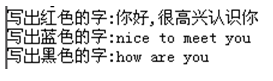 写出红色的字:你好,很高兴认识你
写出蓝色的字:nice to meet you
写出黑色的字:how are you